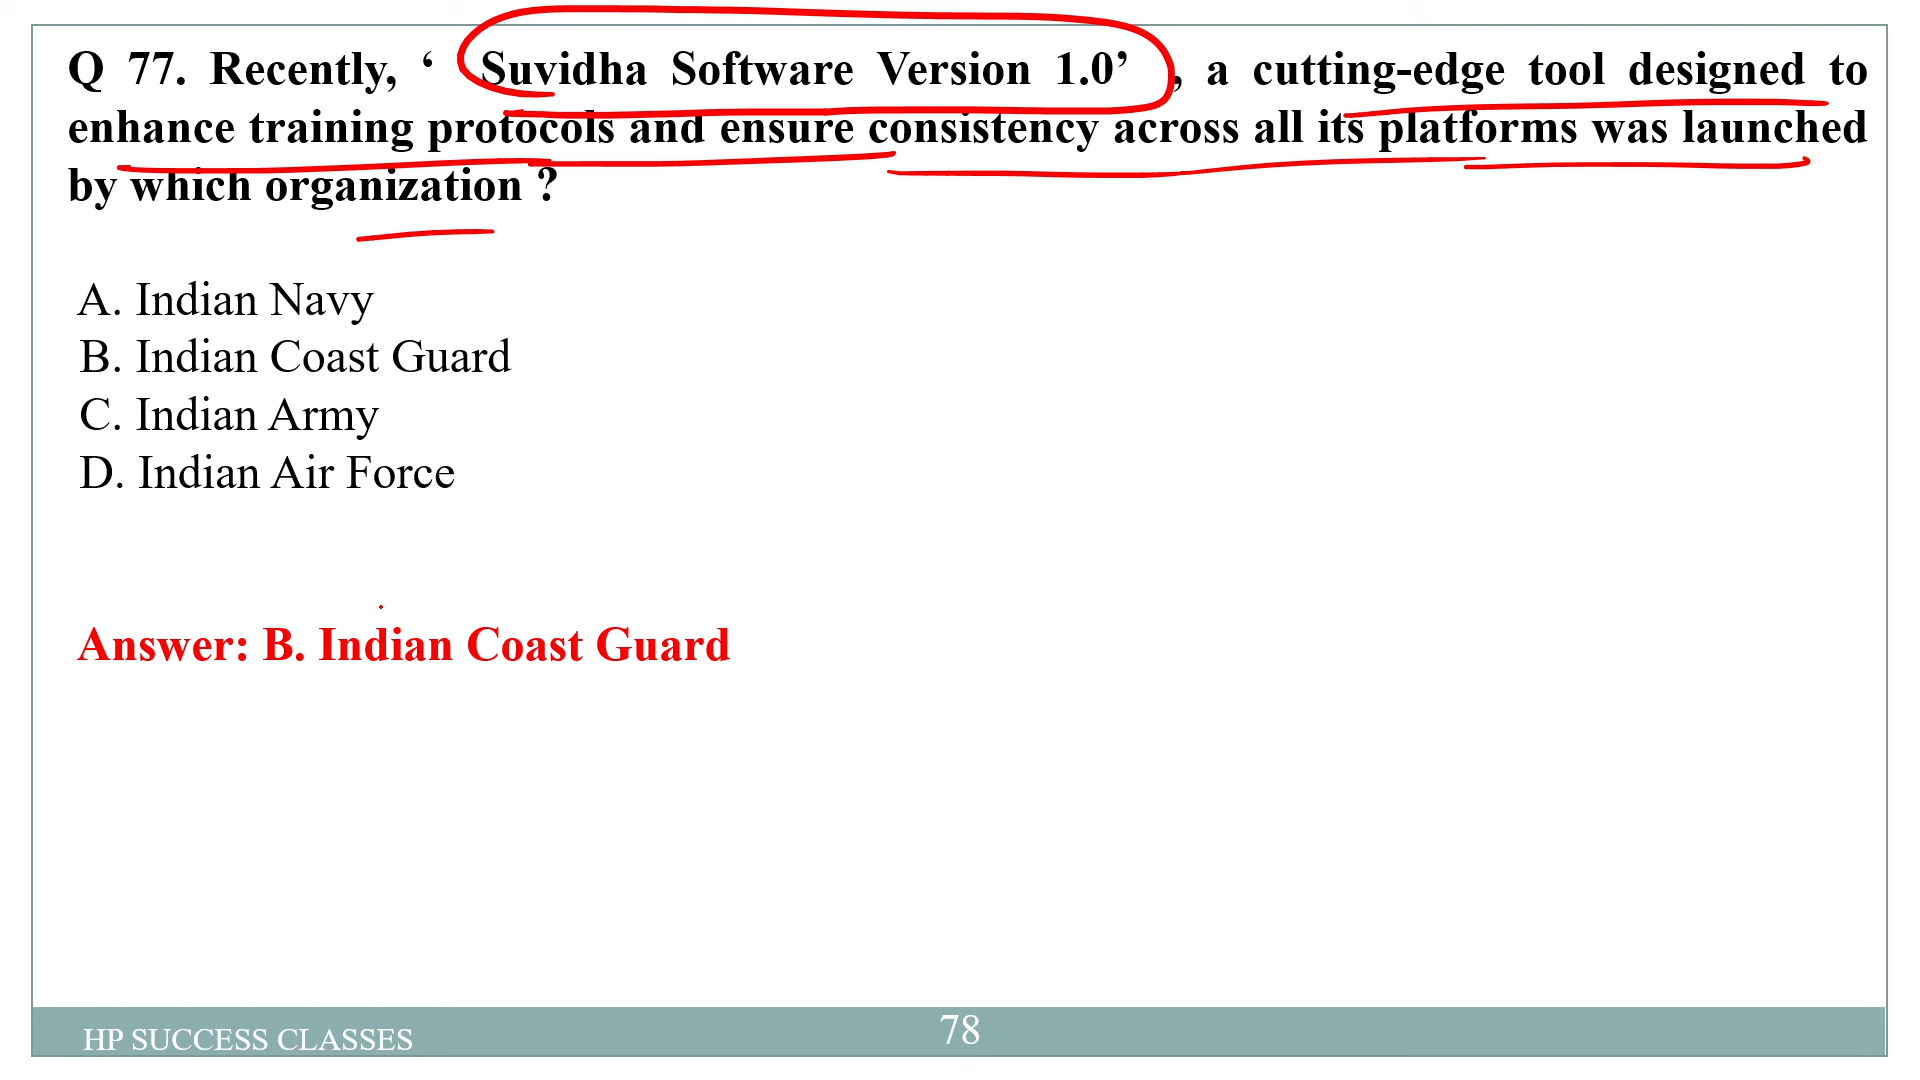 Q 77. Recently, ‘ Suvidha Software Version 1.0’ , a cutting-edge tool designed to
enhance training protocols and ensure consistency across all its platforms was launched
by which organization ?
A. Indian Navy
B. Indian Coast Guard
C. Indian Army
D. Indian Air Force
Answer: B. Indian Coast Guard
HP SUCCESS CLASSES
78